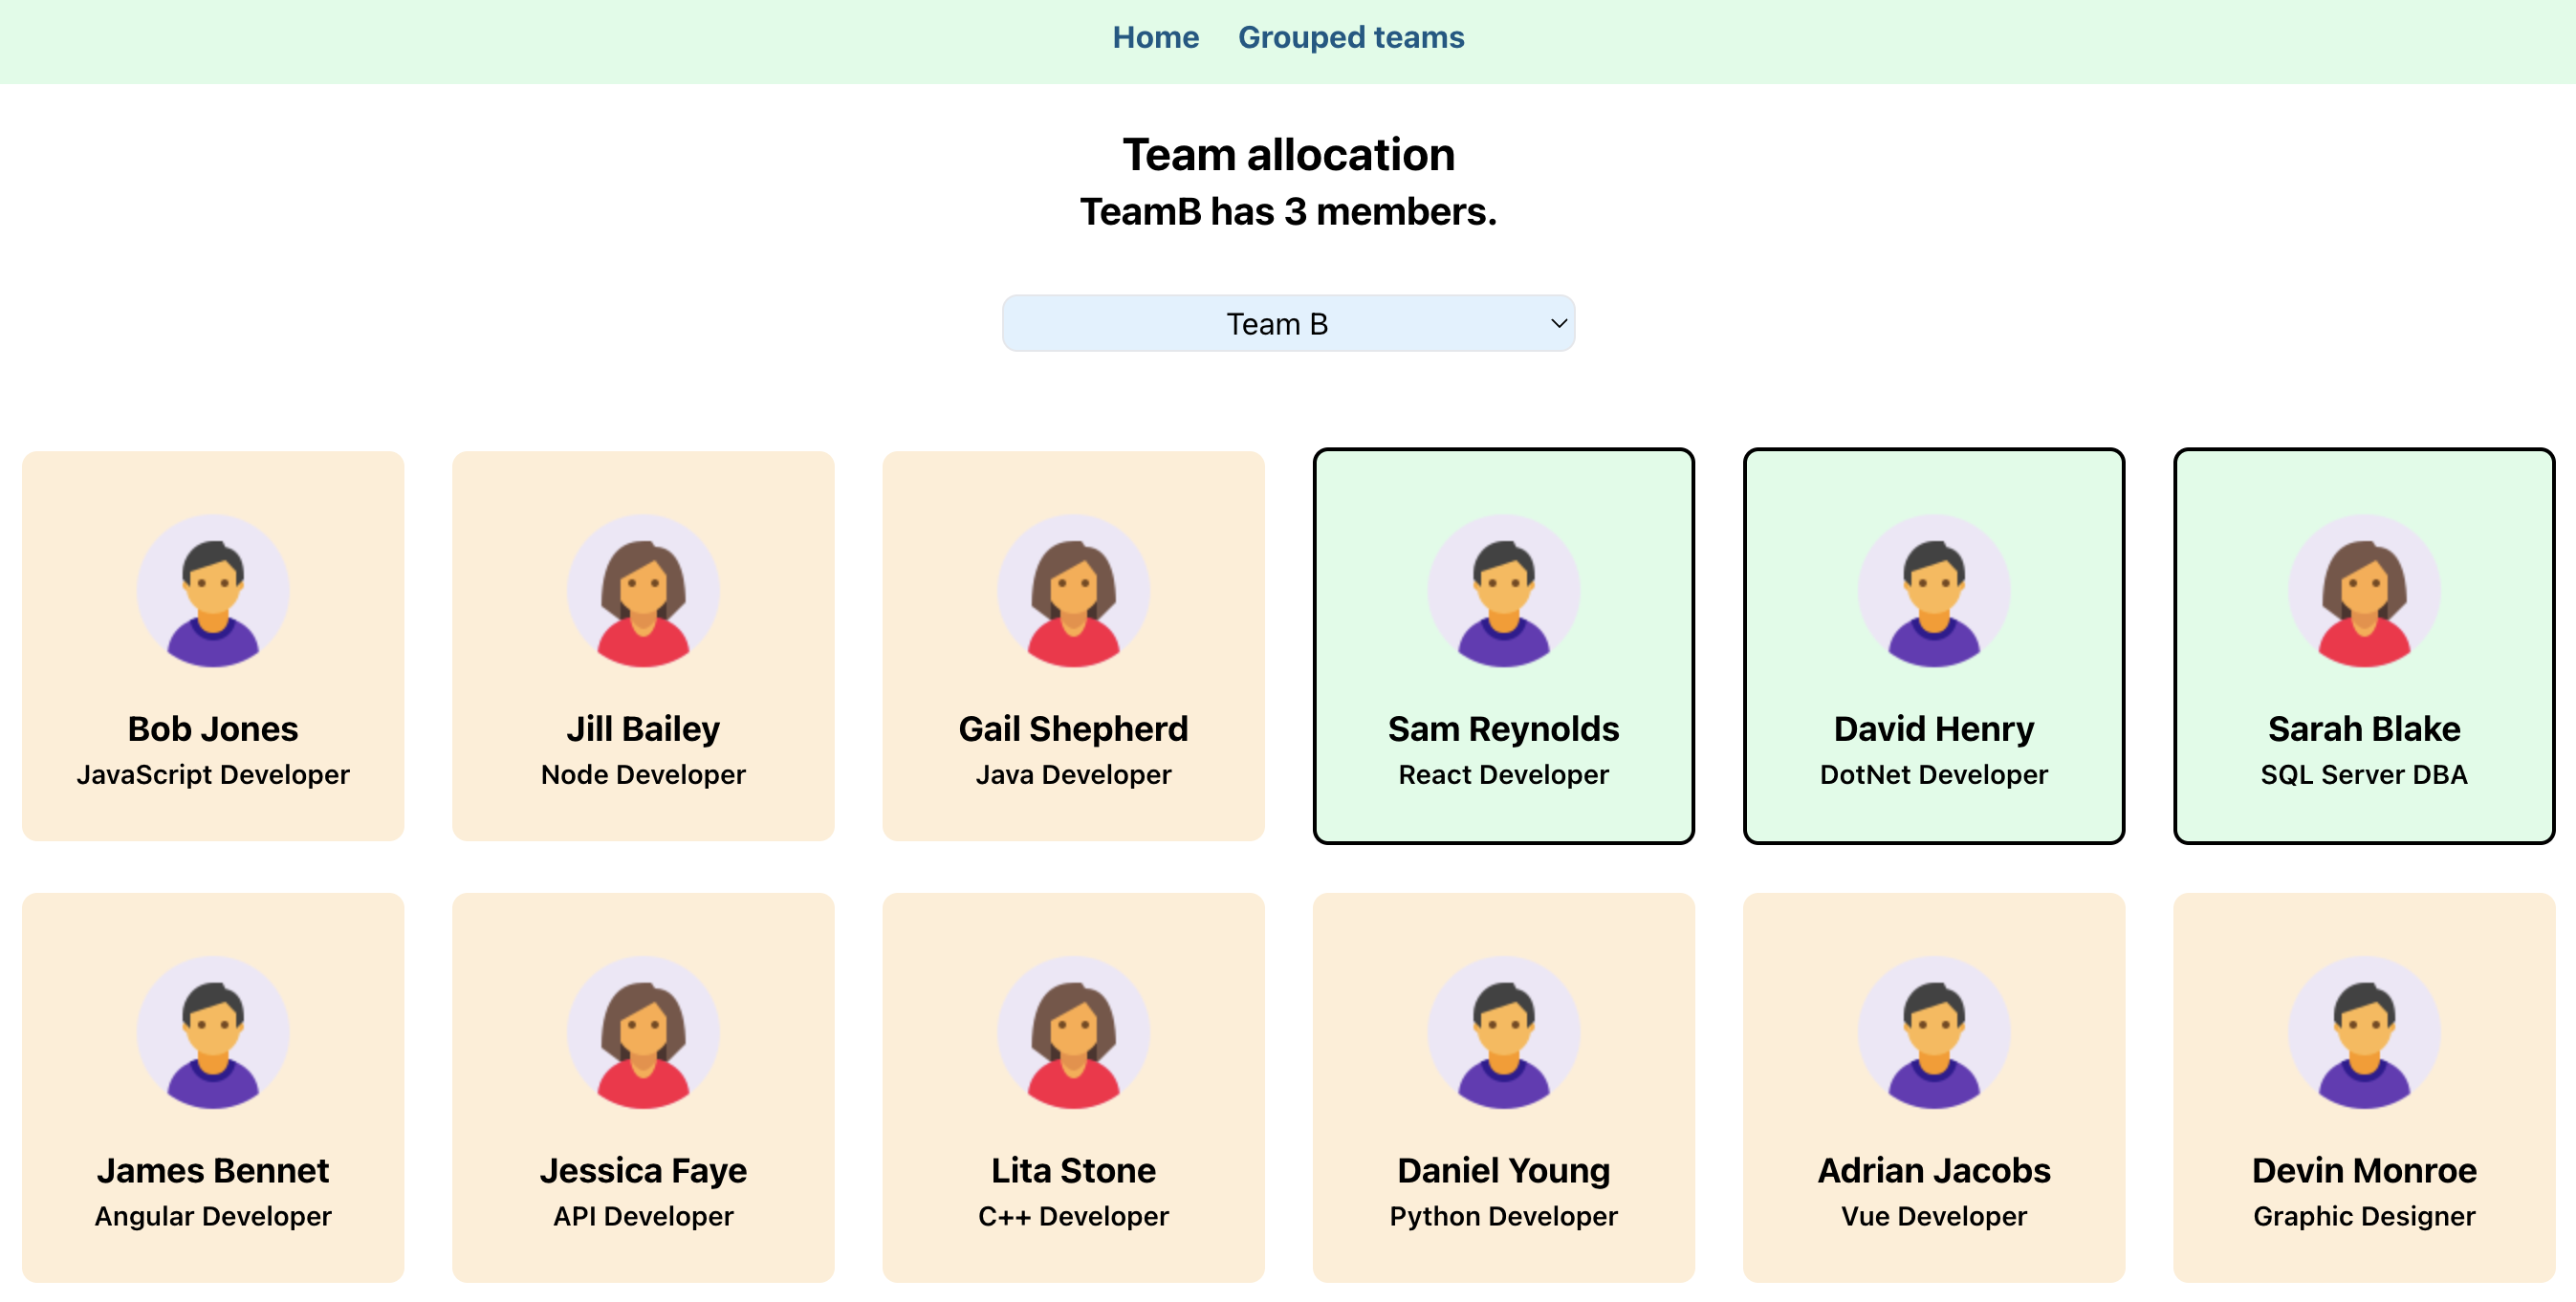 Home Grouped teams
Team allocation
TeamB has 3 members.
Team B
Bob Jones
JavaScript Developer
Jill Bailey
Node Developer
Gail Shepherd
Java Developer
Sam Reynolds
React Developer
David Henry
DotNet Developer
Sarah Blake
SQL Server DBA
James Bennet
Angular Developer
Jessica Faye
API Developer
Lita Stone
C++ Developer
Daniel Young
Python Developer
Adrian Jacobs
Vue Developer
Devin Monroe
Graphic Designer